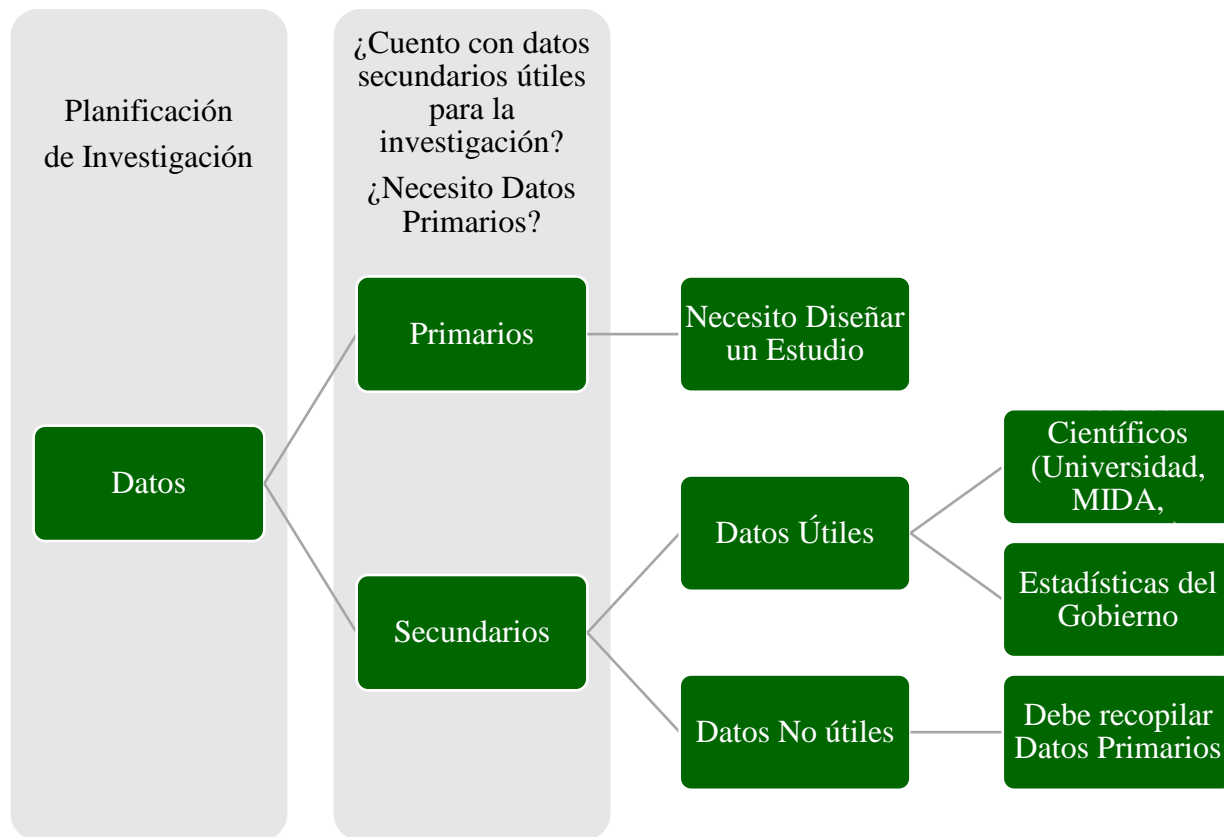 Planificación
de Investigación
¿Cuento con datos
secundarios útiles
para la
investigación?
¿Necesito Datos
Primarios?
Datos
Primarios
Necesito Diseñar
un Estudio
Secundarios
Datos Útiles
Científicos
(Universidad,
MIDA,
Estadísticas del
Gobierno
Datos No útiles
Debe recopilar
Datos Primarios